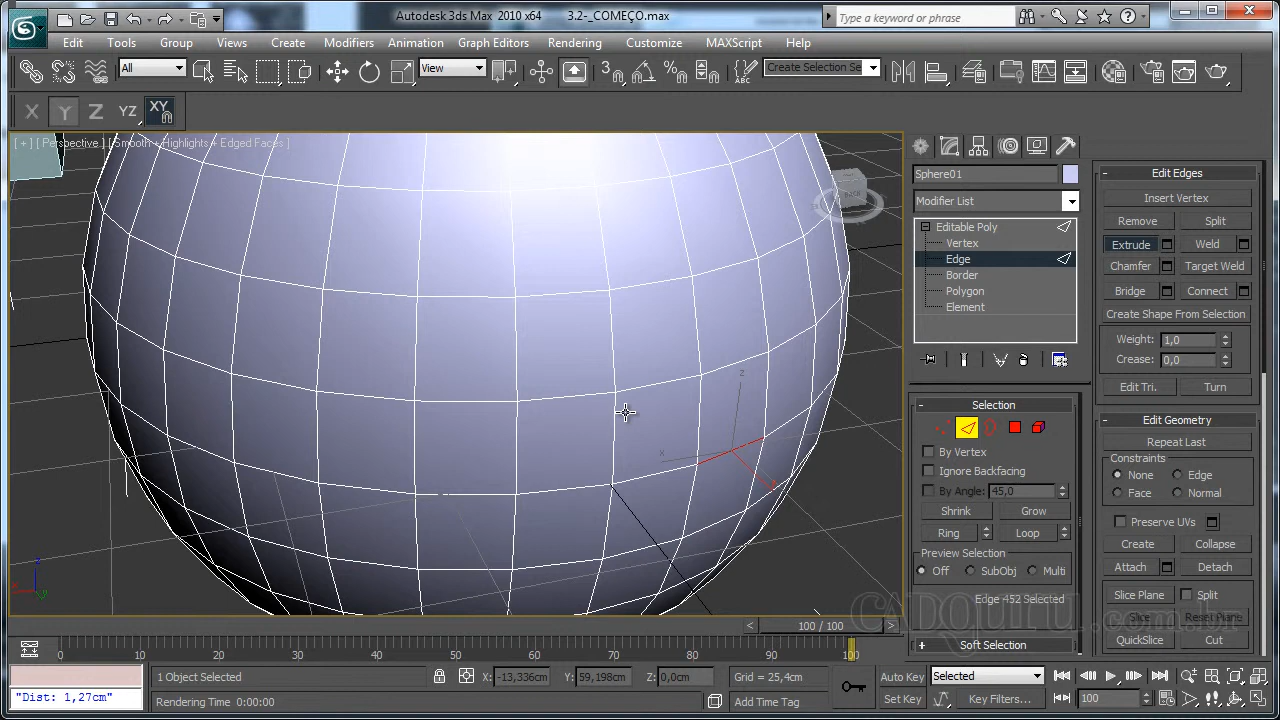 Autodesk 3ds Max 2010 x64 3.2-_COMEÇO.max
Type a keyword or phrase
Edit Tools Group Views Create Modifiers Animation Graph Editors Rendering Customize MAXScript Help
All View Create Selection Se
X Y Z YZ XY
[ + ] [ Perspective ] [ Smooth + Highlights + Edged Faces ]
BACK
z
x
z
x
y
Sphere01
Modifier List
Editable Poly
Vertex
Edge
Border
Polygon
Element
Selection
By Vertex
Ignore Backfacing
By Angle: 45,0
Shrink Grow
Ring Loop
Preview Selection
Off SubObj Multi
Edge 452 Selected
Soft Selection
Edit Edges
Insert Vertex
Remove Split
Extrude Weld
Chamfer Target Weld
Bridge Connect
Create Shape From Selection
Weight: 1,0
Crease: 0,0
Edit Tri. Turn
Edit Geometry
Repeat Last
Constraints
None Edge
Face Normal
Preserve UVs
Create Collapse
Attach Detach
Slice Plane Split
Slice Reset Plane
QuickSlice Cut
CADGuru.com.br
100 / 100
0 10 20 30 40 50 60 70 80 90 100
1 Object Selected X: -13,336cm Y: 59,198cm Z: 0,0cm Grid = 25,4cm Auto Key Selected
"Dist: 1,27cm" Rendering Time 0:00:00 Add Time Tag Set Key Key Filters... 100